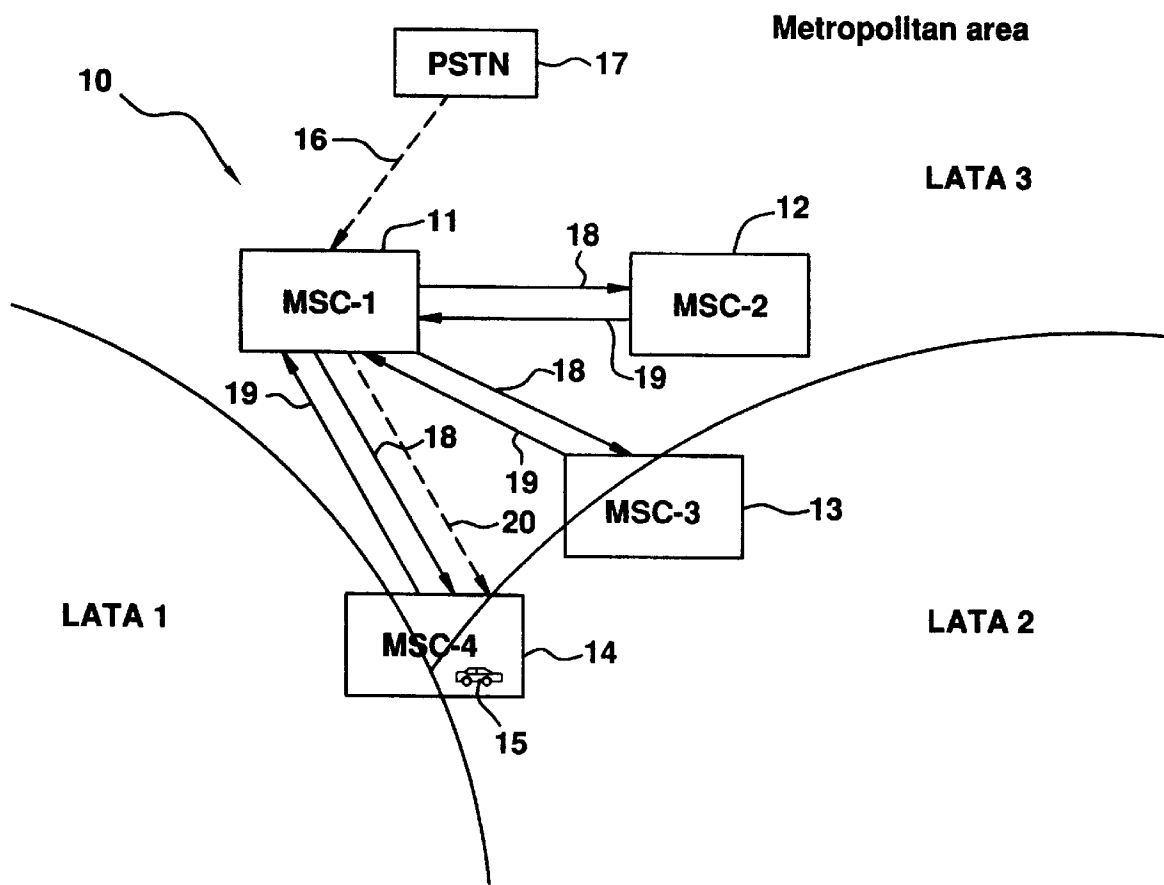 Metropolitan area
PSTN
17
10
16
LATA 3
11
12
18
MSC-1
MSC-2
19
18
19
18
19
20
MSC-3
13
LATA 1
LATA 2
MSC-4
14
15